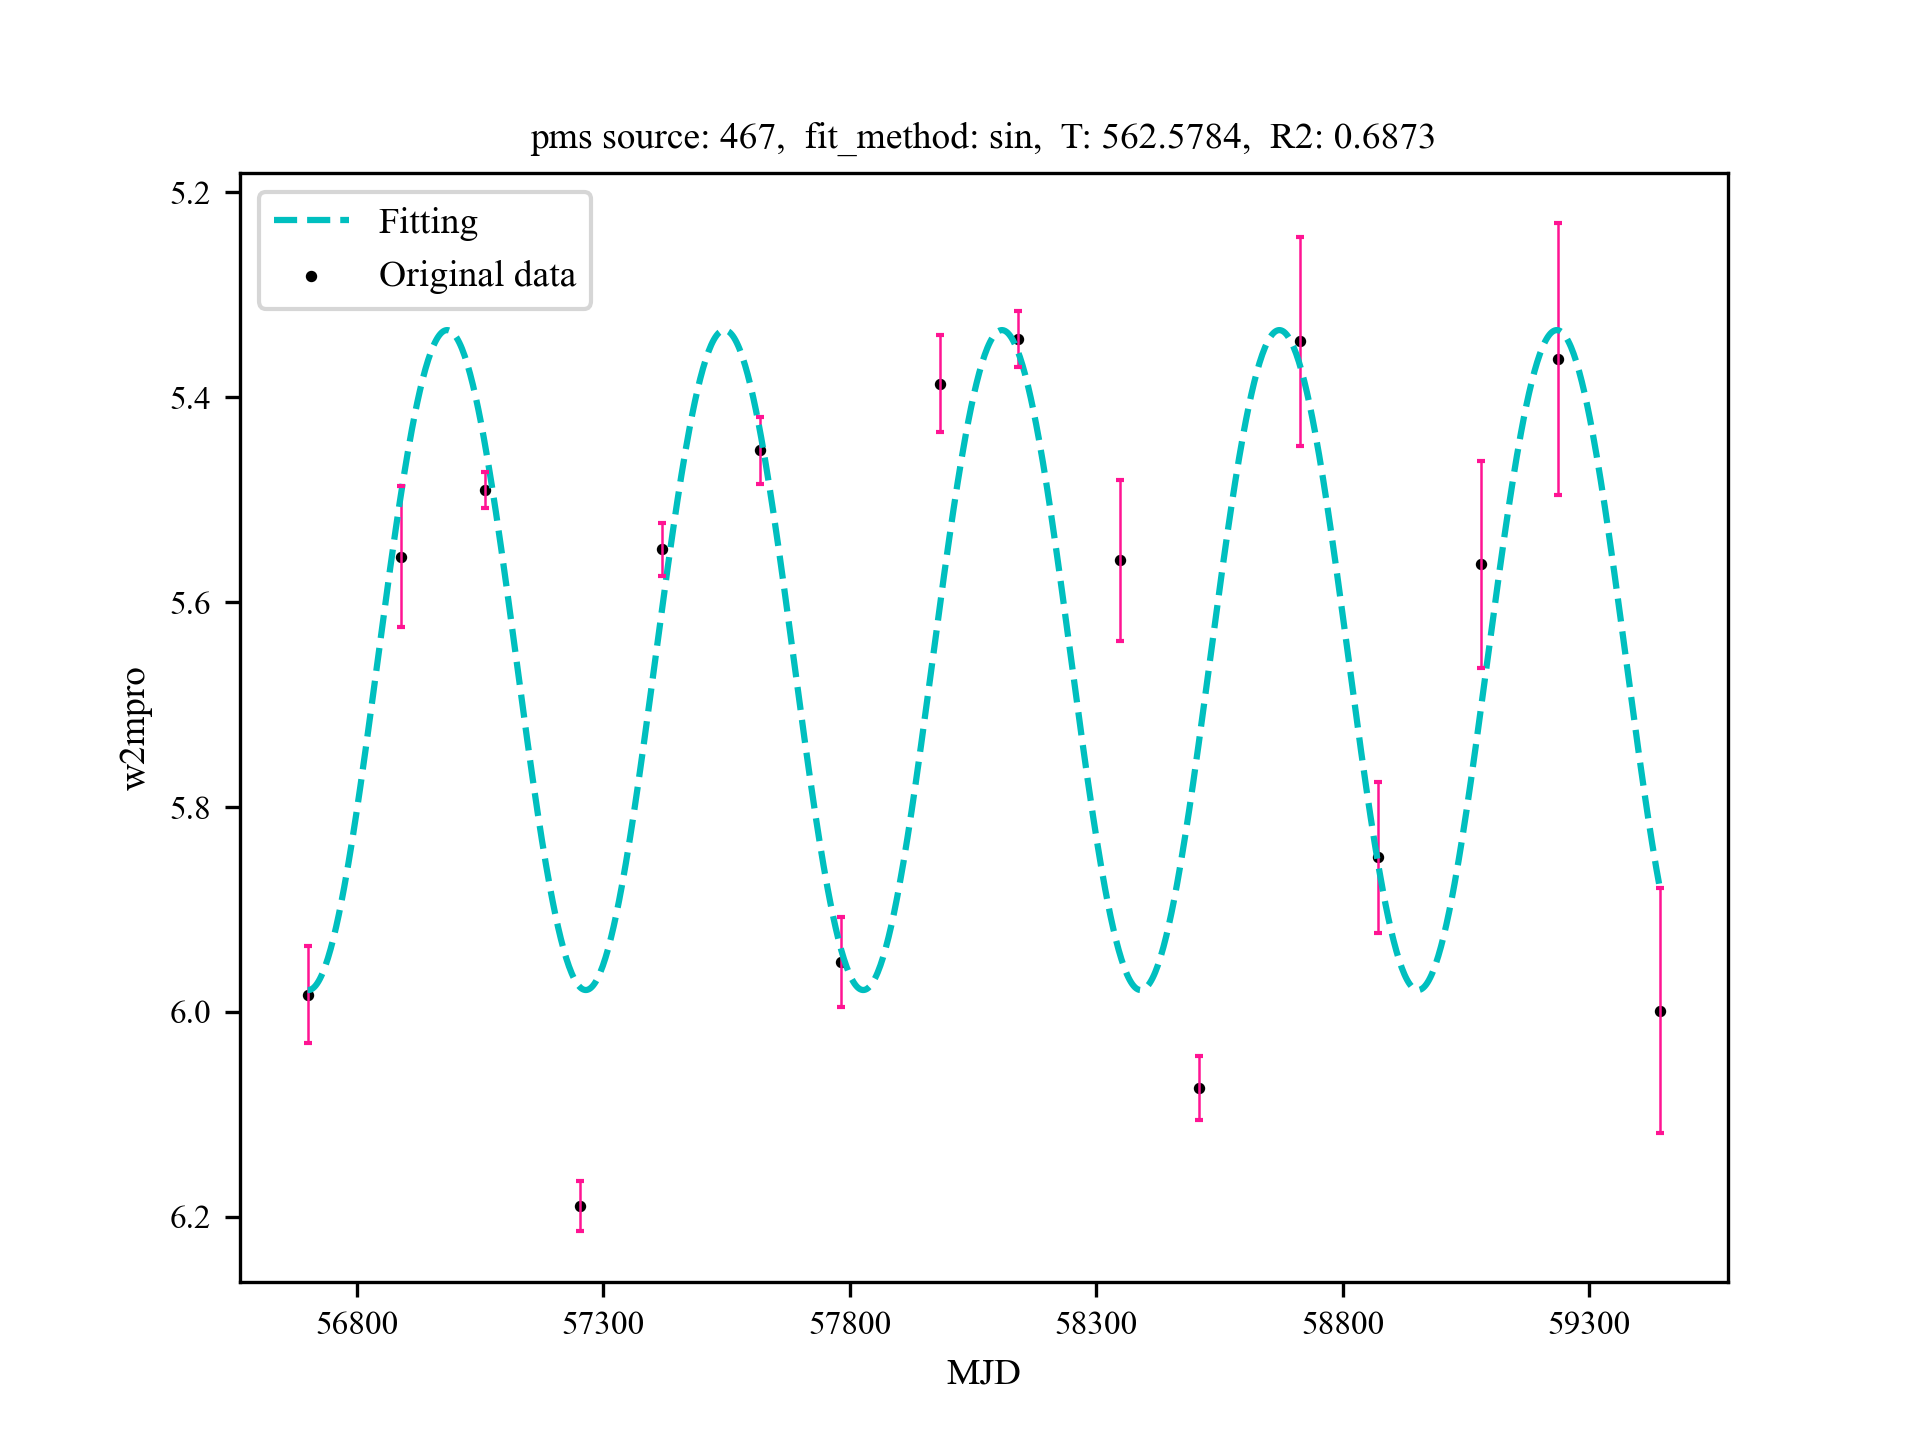 pms source: 467, fit_method: sin, T: 562.5784, R2: 0.6873
Fitting
Original data
5.2
5.4
5.6
5.8
6.0
6.2
w2mpro
56800 57300 57800 58300 58800 59300
MJD